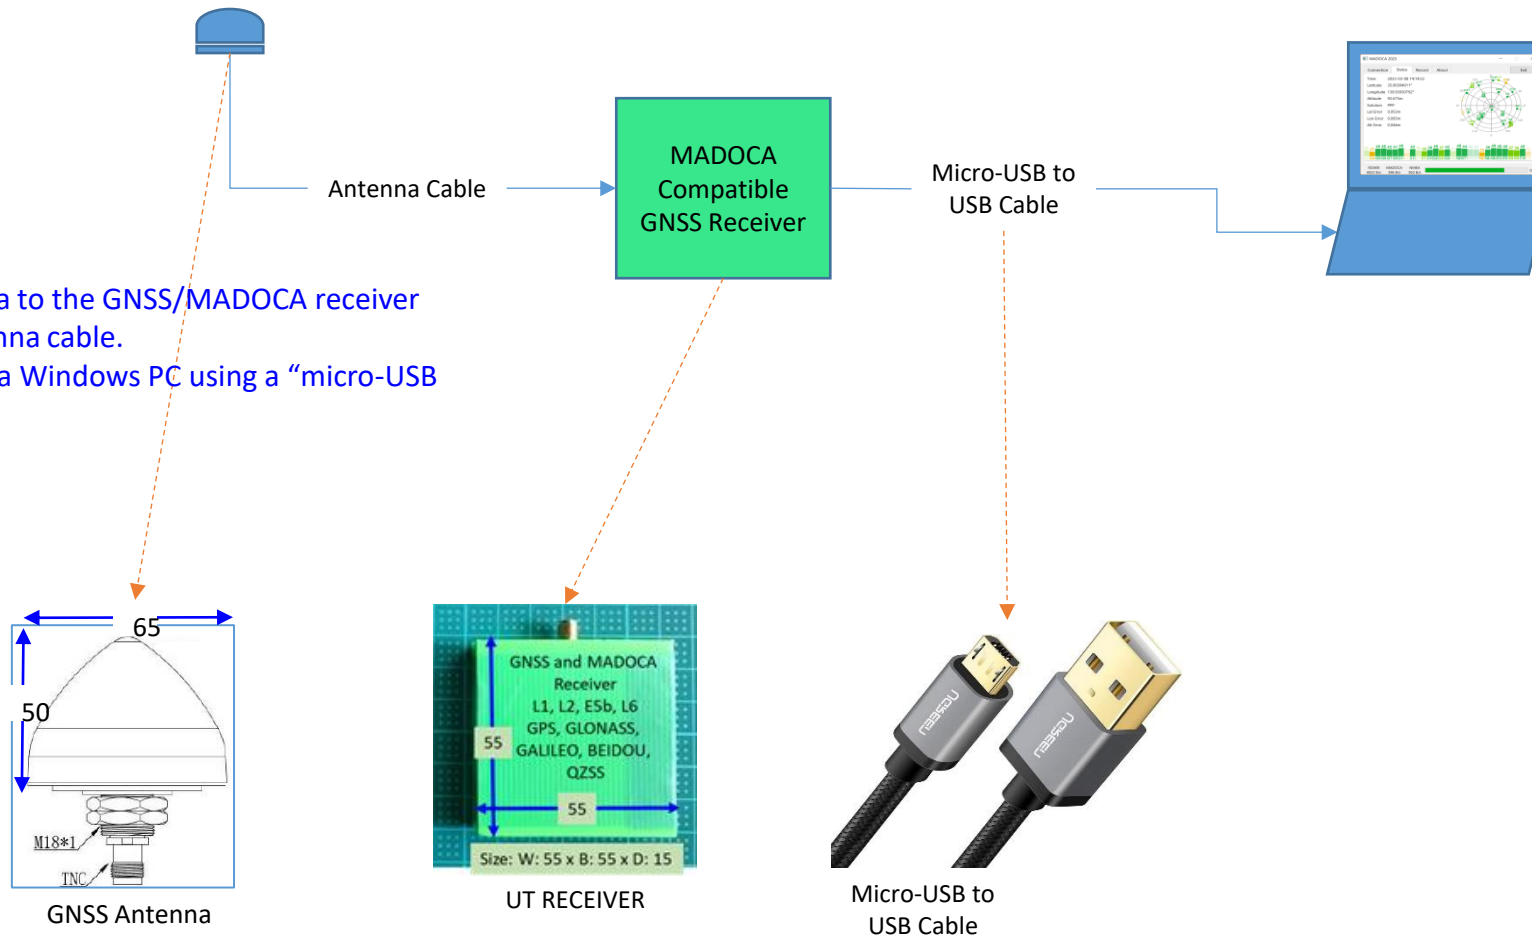 MADOCA
Compatible
GNSS Receiver
Antenna Cable
Micro-USB to
USB Cable
a to the GNSS/MADOCA receiver
nna cable.
a Windows PC using a “micro-USB
65
50
M18*1
TNC
GNSS Antenna
GNSS and MADOCA
Receiver
L1, L2, E5b, L6
GPS, GLONASS,
GALILEO, BEIDOU,
QZSS
55
55
Size: W: 55 x B: 55 x D: 15
UT RECEIVER
UGREEN
UGREEN
Micro-USB to
USB Cable